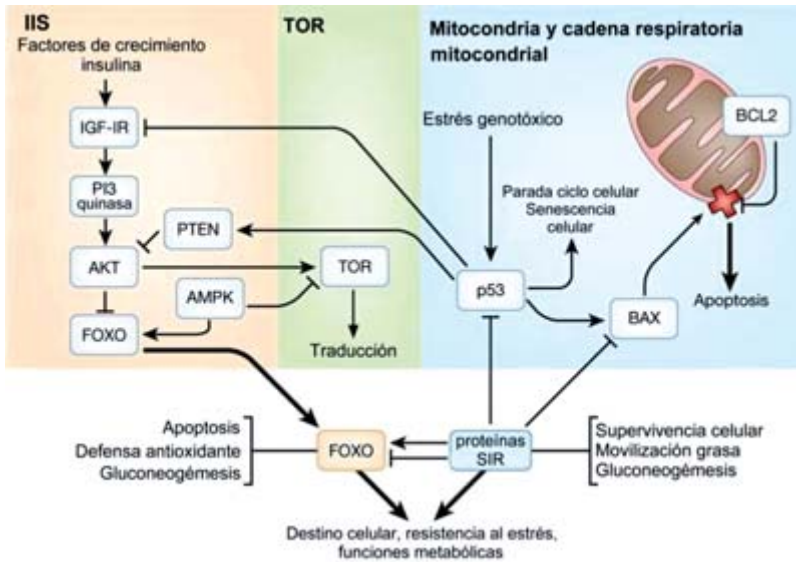 IIS
Factores de crecimiento
insulina
IGF-IR
PI3
quinasa
AKT
FOXO
PTEN
AMPK
TOR
TOR
Traducción
Mitocondria y cadena respiratoria
mitocondrial
Estrés genotóxico
Parada ciclo celular
Senescencia
celular
p53
BCL2
BAX
Apoptosis
Apoptosis
Defensa antioxidante
Gluconeogémesis
FOXO
proteínas
SIR
Supervivencia celular
Movilización grasa
Gluconeogémesis
Destino celular, resistencia al estrés,
funciones metabólicas